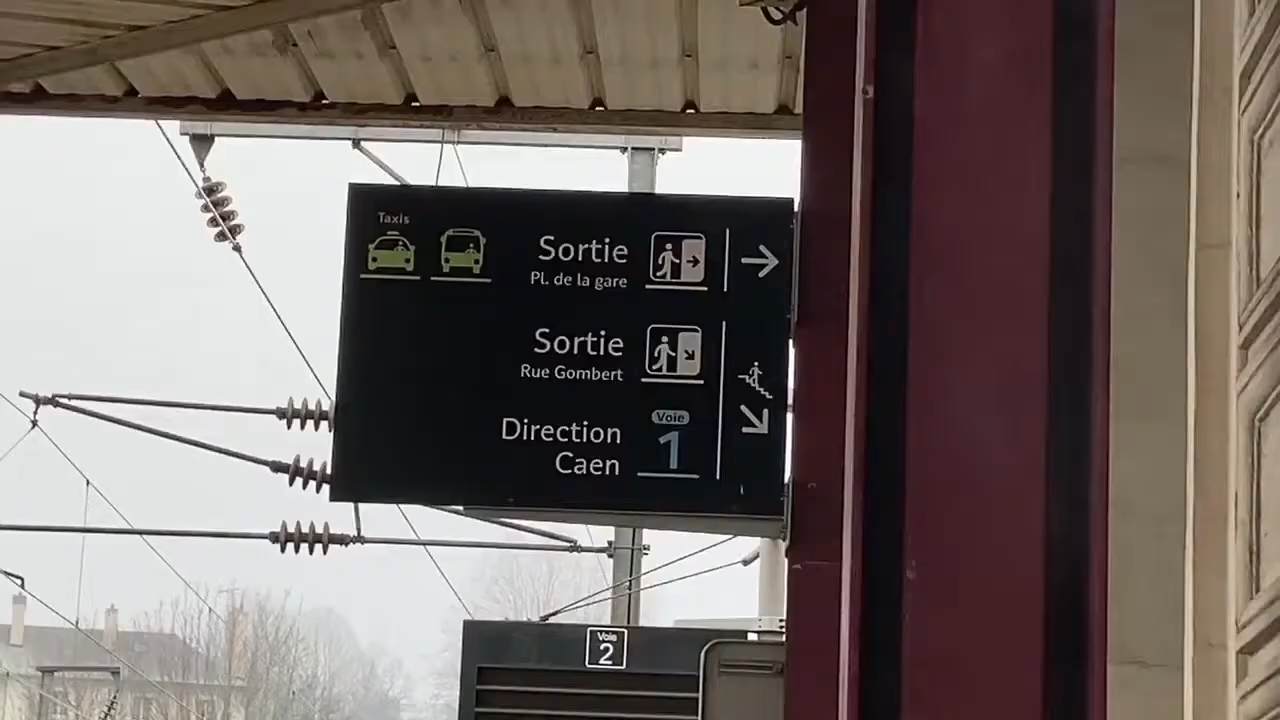 Taxis
Sortie
Pl. de la gare
Sortie
Rue Gombert
Voie
1
Direction
Caen
Voie
2